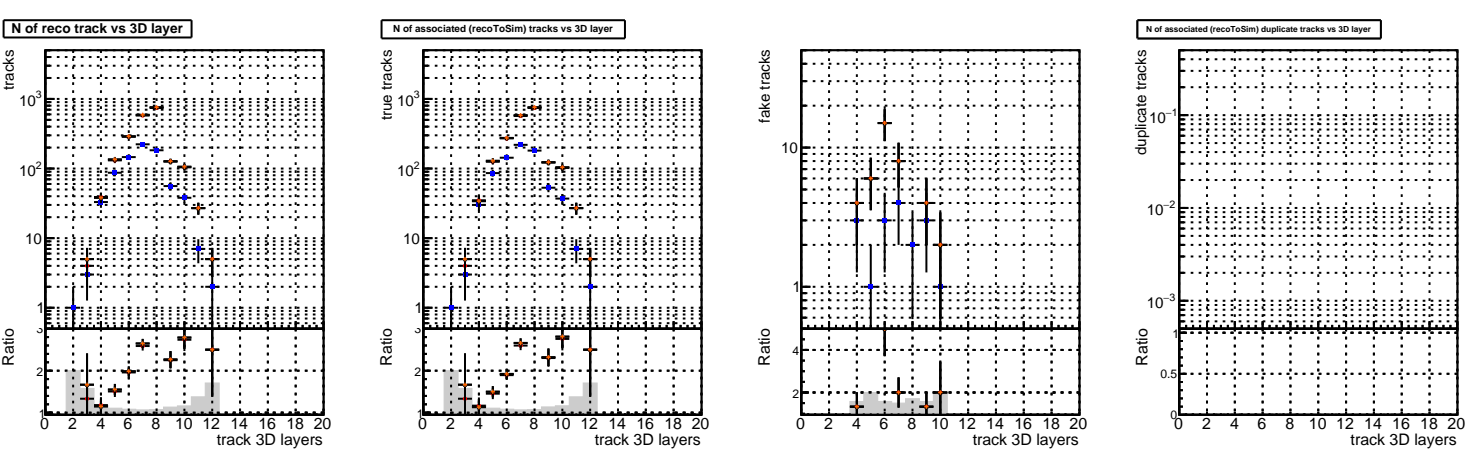 N of reco track vs 3D layer
tracks
10³
10²
10
1
Ratio
3
2
1
0 2 4 6 8 10 12 14 16 18 20
track 3D layers
N of associated (recoToSim) tracks vs 3D layer
true tracks
10³
10²
10
1
Ratio
3
2
1
0 2 4 6 8 10 12 14 16 18 20
track 3D layers
fake tracks
10
1
Ratio
4
2
0 2 4 6 8 10 12 14 16 18 20
track 3D layers
N of associated (recoToSim) duplicate tracks vs 3D layer
duplicate tracks
10⁻¹
10⁻²
10⁻³
Ratio
1
0.5
0
0 2 4 6 8 10 12 14 16 18 20
track 3D layers